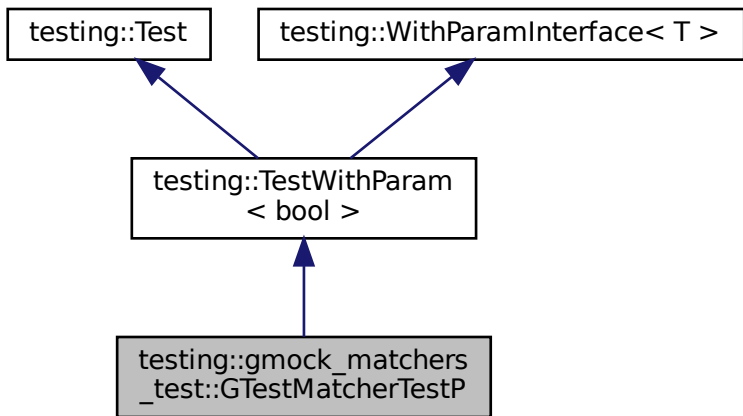 testing::Test
testing::WithParamInterface< T >
testing::TestWithParam
< bool >
testing::gmock_matchers
_test::GTestMatcherTestP